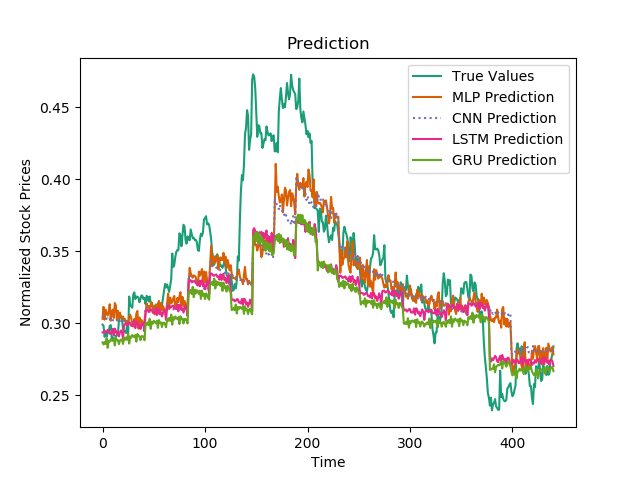 Prediction
True Values
MLP Prediction
CNN Prediction
LSTM Prediction
GRU Prediction
Normalized Stock Prices
0.45
0.40
0.35
0.30
0.25
0 100 200 300 400
Time